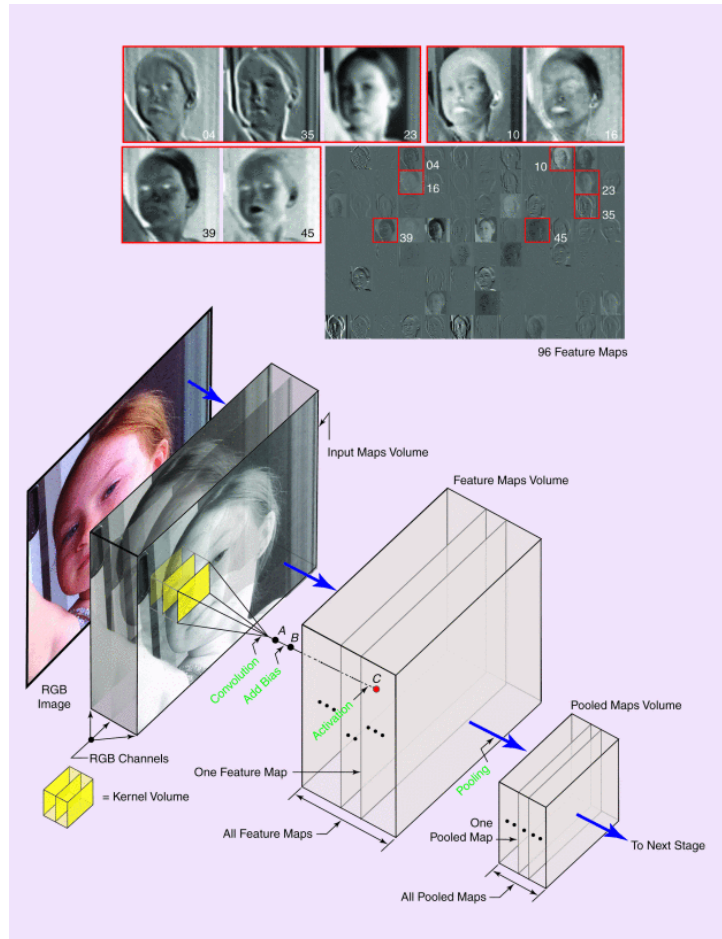 04
35
23
10
16
39
45
04
16
10
23
35
39
45
96 Feature Maps
Input Maps Volume
Feature Maps Volume
A
B
C
Convolution
Add Bias
Activation
RGB
Image
RGB Channels
= Kernel Volume
One Feature Map
All Feature Maps
Pooling
Pooled Maps Volume
One
Pooled Map
To Next Stage
All Pooled Maps